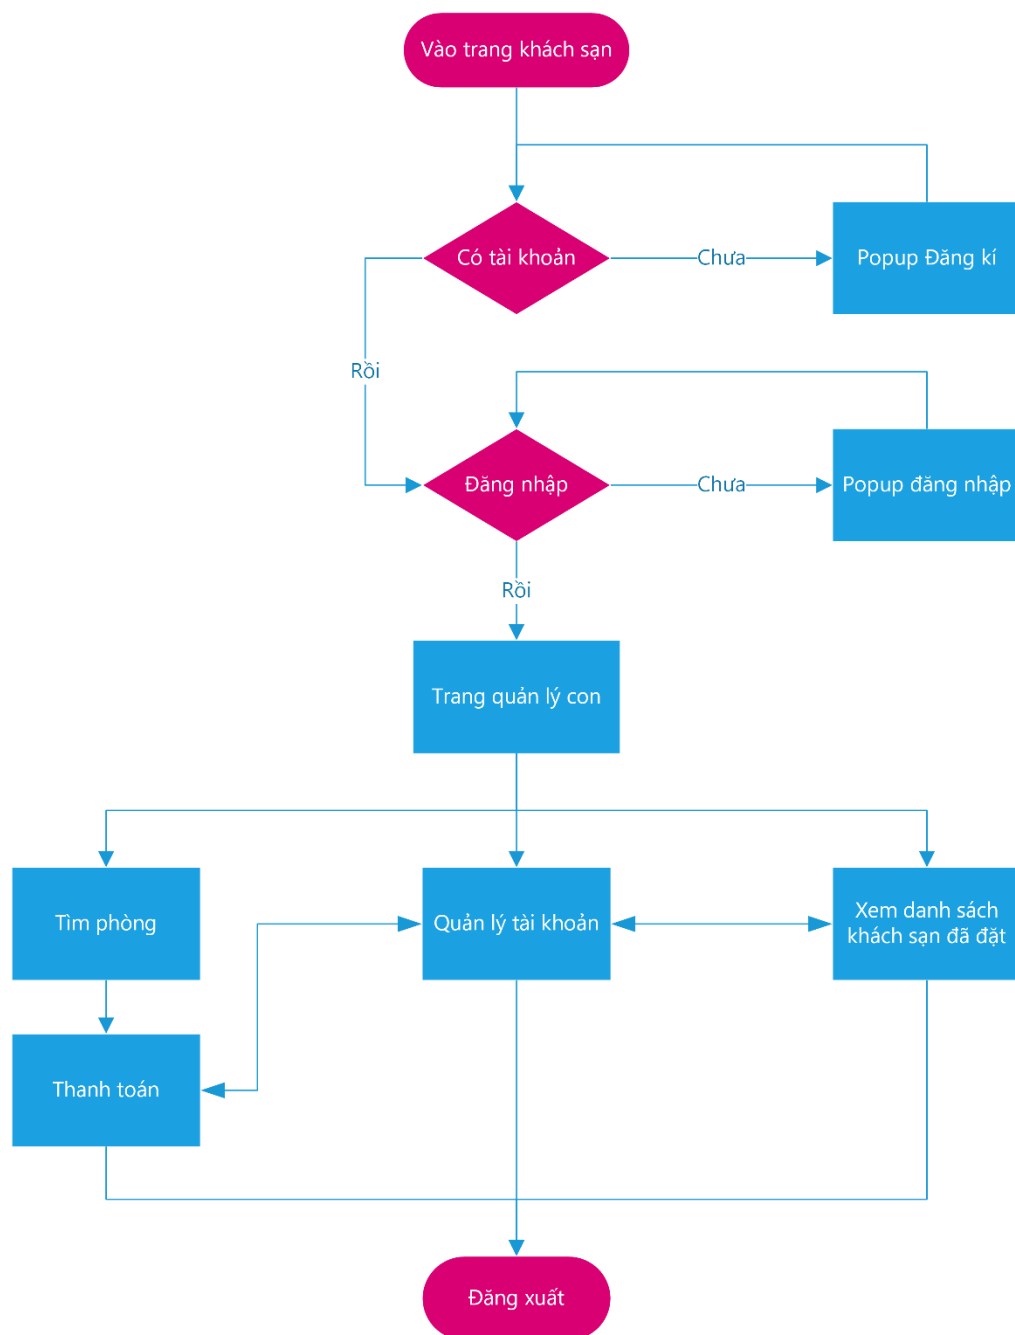 Vào trang khách sạn
Có tài khoản
Chưa
Popup Đăng kí
Rồi
Đăng nhập
Chưa
Popup đăng nhập
Rồi
Trang quản lý con
Tìm phòng
Quản lý tài khoản
Xem danh sách
khách sạn đã đặt
Thanh toán
Đăng xuất